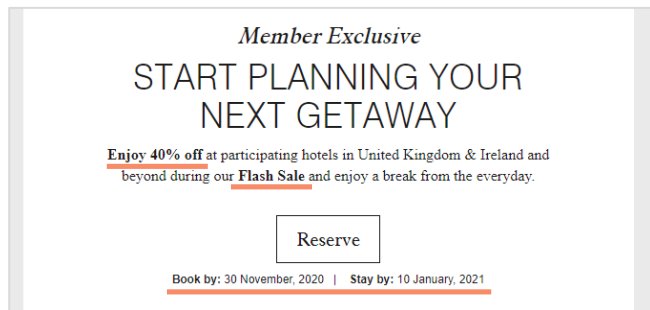 Member Exclusive
START PLANNING YOUR
NEXT GETAWAY
Enjoy 40% off at participating hotels in United Kingdom & Ireland and
beyond during our Flash Sale and enjoy a break from the everyday.
Reserve
Book by: 30 November, 2020 | Stay by: 10 January, 2021